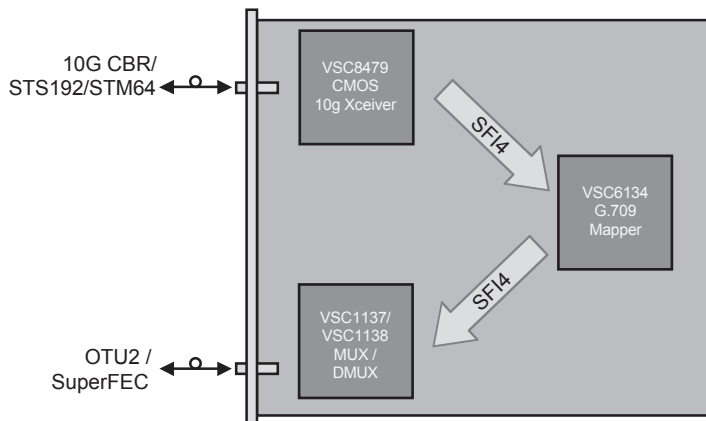 10G CBR/
STS192/STM64
VSC8479
CMOS
10g Xceiver
SFI4
VSC6134
G.709
Mapper
SFI4
VSC1137/
VSC1138
MUX /
DMUX
OTU2 /
SuperFEC